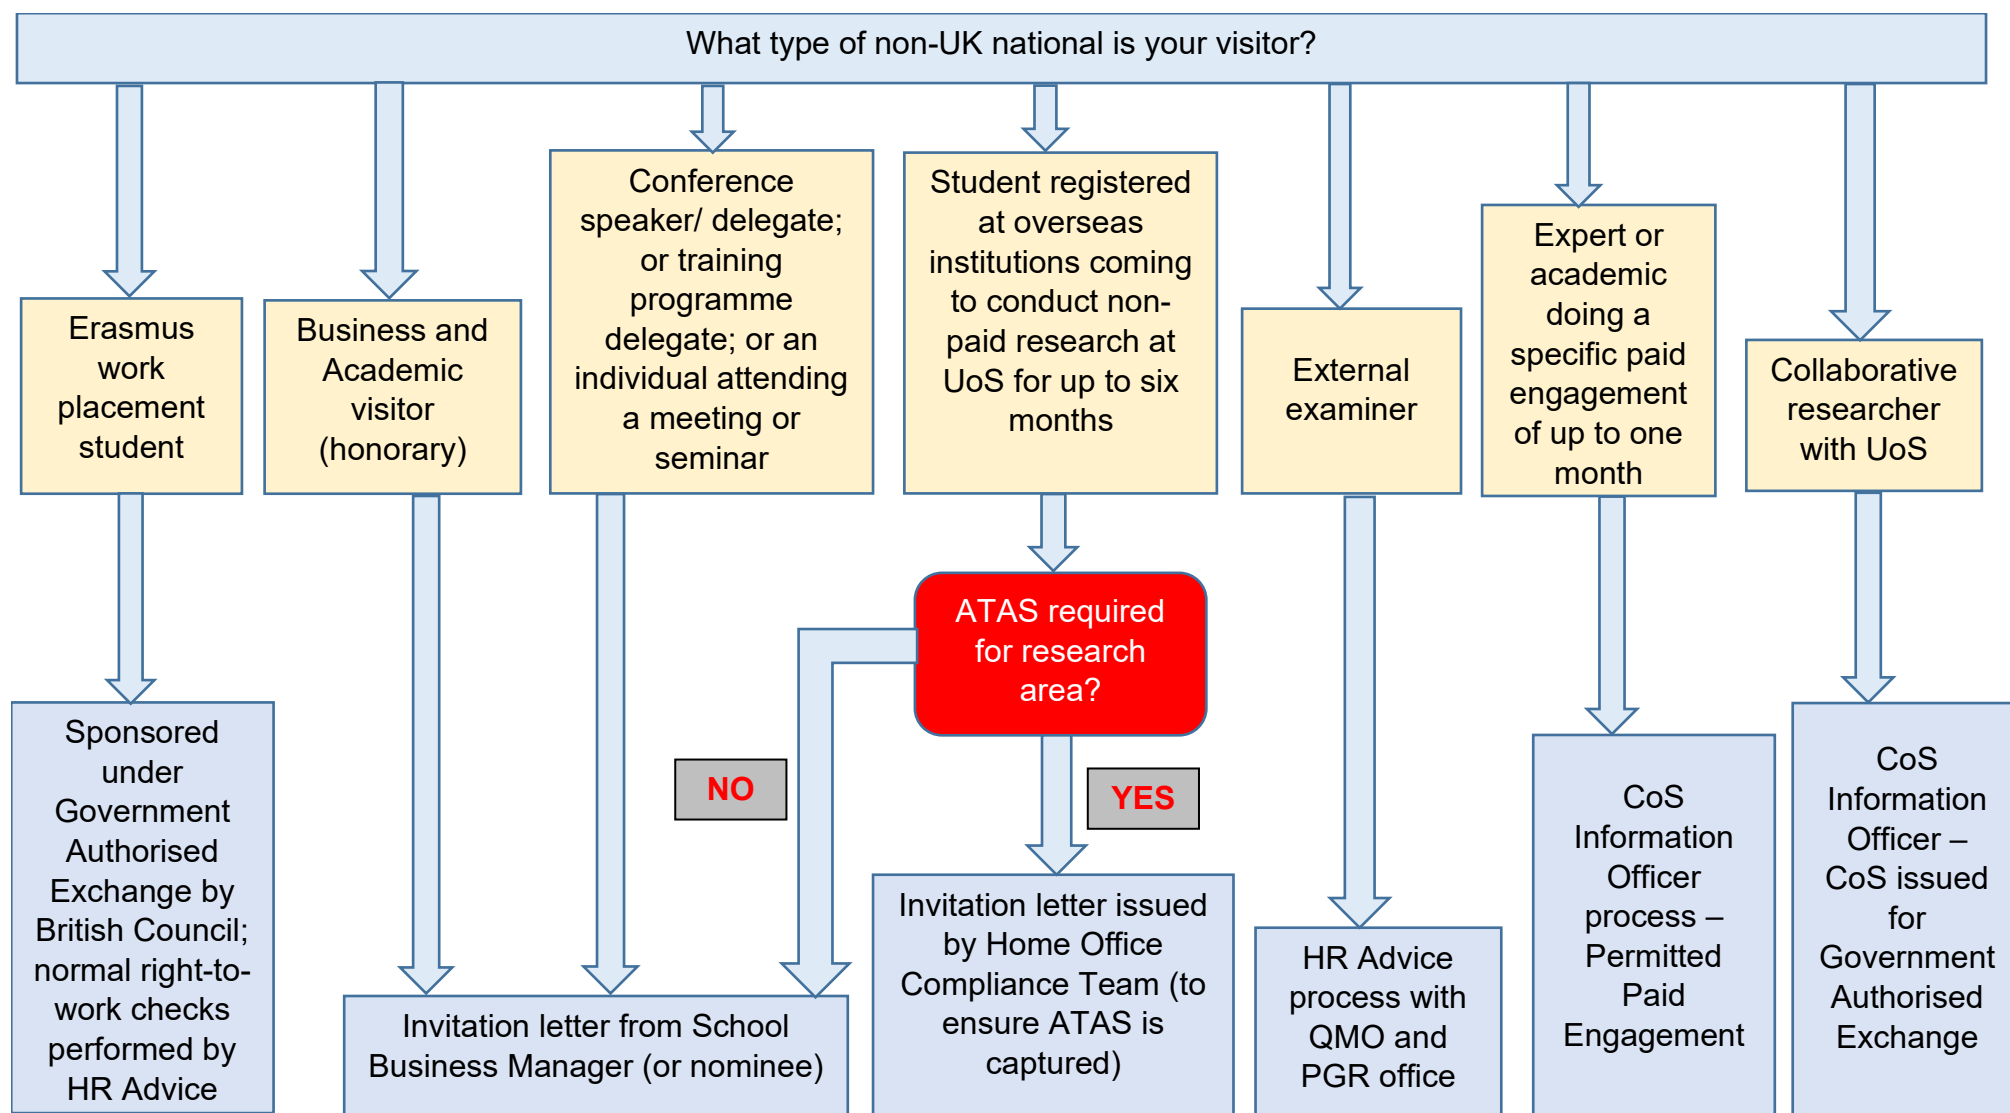 What type of non-UK national is your visitor?
Erasmus
work
placement
student
Business and
Academic
visitor
(honorary)
Conference
speaker/ delegate;
or training
programme
delegate; or an
individual attending
a meeting or
seminar
Student registered
at overseas
institutions coming
to conduct non-
paid research at
UoS for up to six
months
External
examiner
Expert or
academic
doing a
specific paid
engagement
of up to one
month
Collaborative
researcher
with UoS
ATAS required
for research
area?
NO
YES
Sponsored
under
Government
Authorised
Exchange by
British Council;
normal right-to-
work checks
performed by
HR Advice
Invitation letter from School
Business Manager (or nominee)
Invitation letter issued
by Home Office
Compliance Team (to
ensure ATAS is
captured)
HR Advice
process with
QMO and
PGR office
CoS
Information
Officer
process –
Permitted
Paid
Engagement
CoS
Information
Officer –
CoS issued
for
Government
Authorised
Exchange